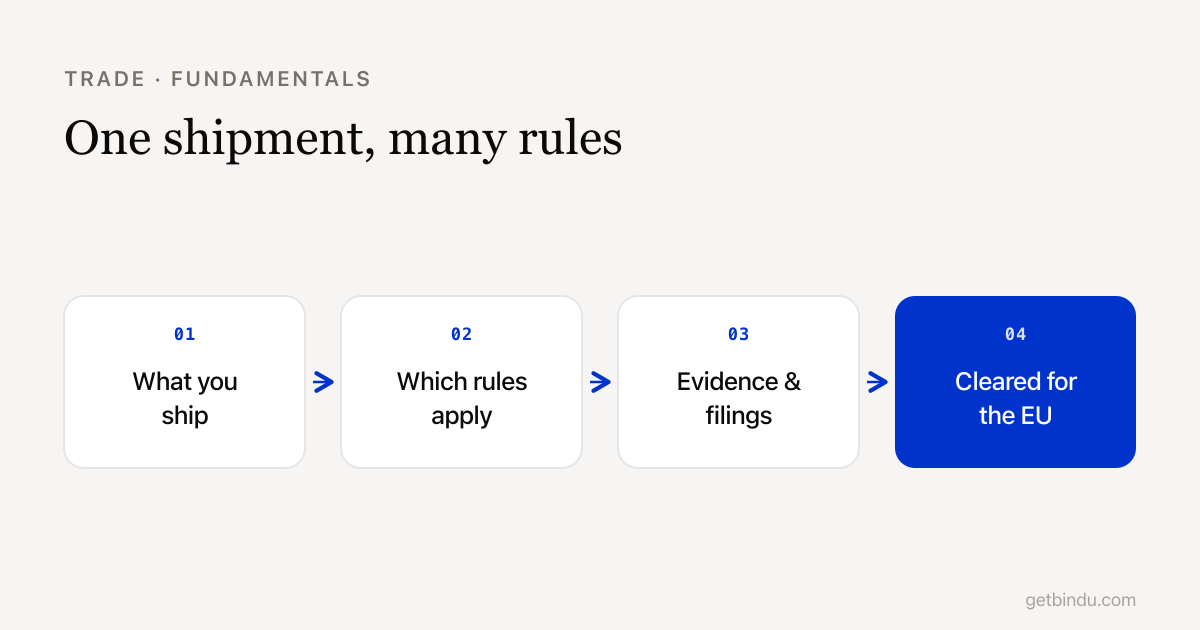 TRADE · FUNDAMENTALS
One shipment, many rules
01
What you
ship
02
Which rules
apply
03
Evidence &
filings
04
Cleared for
the EU
getbindu.com